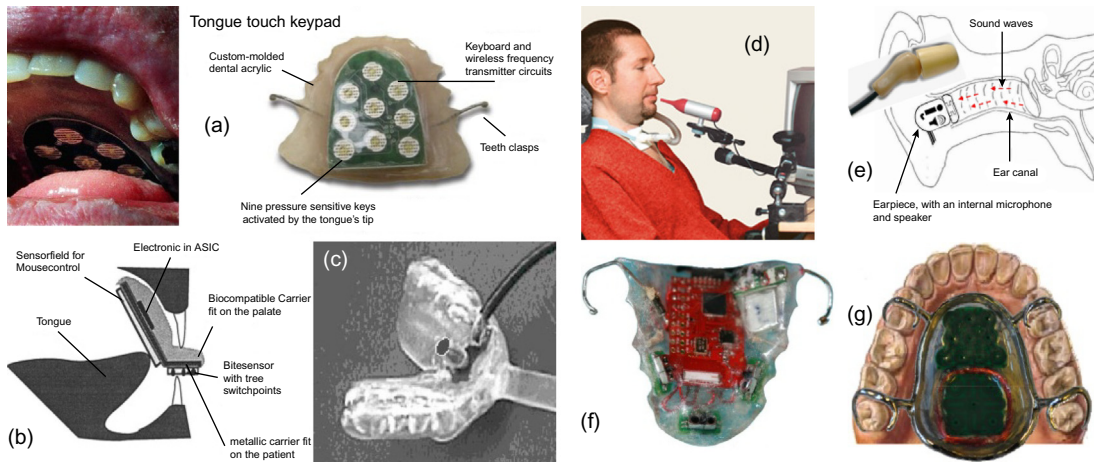 Tongue touch keypad
Custom-molded
dental acrylic
Keyboard and
wireless frequency
transmitter circuits
(a)
Teeth clasps
Nine pressure sensitive keys
activated by the tongue's tip
Electronic in ASIC
Sensorfield for
Mousecontrol
Biocompatible Carrier
fit on the palate
Tongue
Bitesensor
with tree
switchpoints
metallic carrier fit
on the patient
(b)
(c)
(d)
Sound waves
(e)
Ear canal
Earpiece, with an internal microphone
and speaker
(f)
(g)